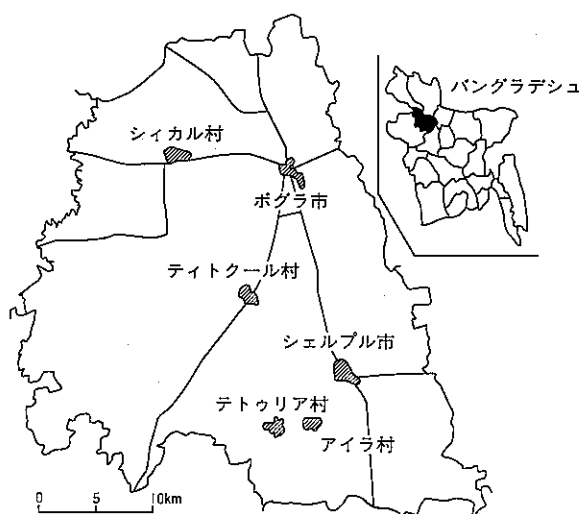 バングラデシュ
シィカル村
ボグラ市
ティトクール村
シェルプル市
テトゥリア村
アイラ村
0 5 10km